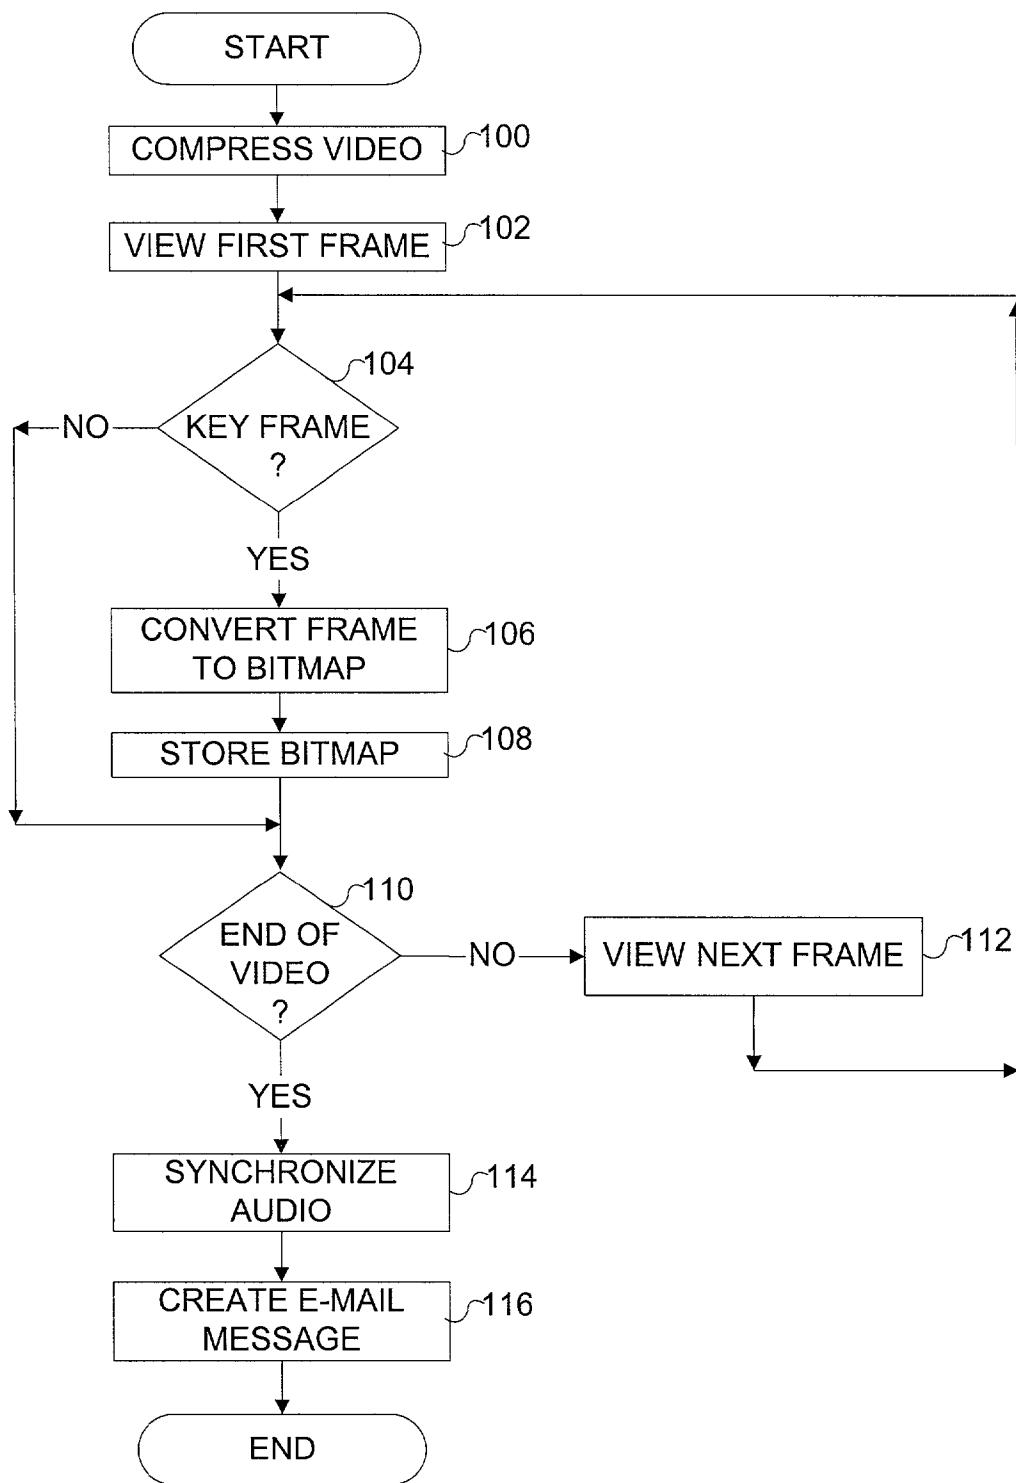 START
COMPRESS VIDEO
100
VIEW FIRST FRAME
102
104
KEY FRAME
?
NO
YES
CONVERT FRAME
TO BITMAP
106
STORE BITMAP
108
110
END OF
VIDEO
?
NO
VIEW NEXT FRAME
112
YES
SYNCHRONIZE
AUDIO
114
CREATE E-MAIL
MESSAGE
116
END